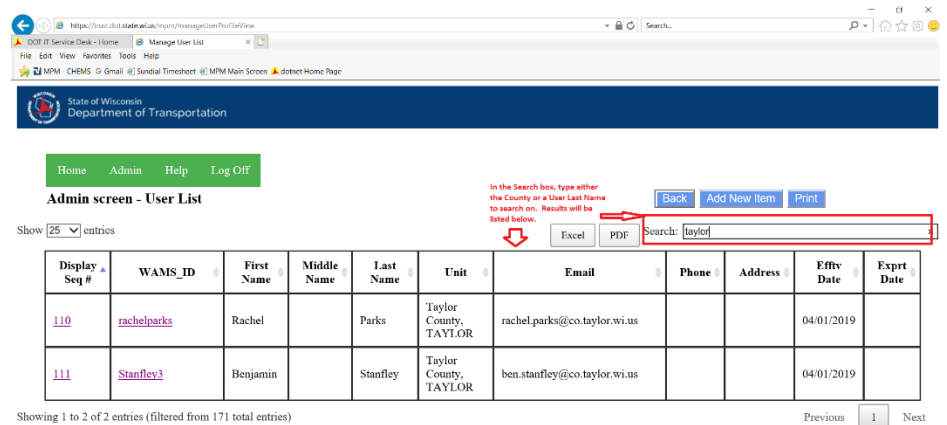 https://trust.dot.state.wi.us/mpm/manageUserProfileView
Search...
DOT IT Service Desk - Home
Manage User List
File Edit View Favorites Tools Help
MPM - CHEMS Gmail Sundial Timesheet MPM Main Screen dotnet Home Page
State of Wisconsin
Department of Transportation
Home Admin Help Log Off
Admin screen - User List
In the Search box, type either
the County or a User Last Name
to search on. Results will be
listed below.
Back Add New Item Print
Show 25 entries
Excel PDF Search: taylor
Display Seq # WAMS_ID First Name Middle Name Last Name Unit Email Phone Address Efftv Date Exprt Date
110 rachelparks Rachel Parks Taylor County, TAYLOR rachel.parks@co.taylor.wi.us 04/01/2019
111 Stanfley3 Benjamin Stanfley Taylor County, TAYLOR ben.stanfley@co.taylor.wi.us 04/01/2019
Showing 1 to 2 of 2 entries (filtered from 171 total entries)
Previous 1 Next